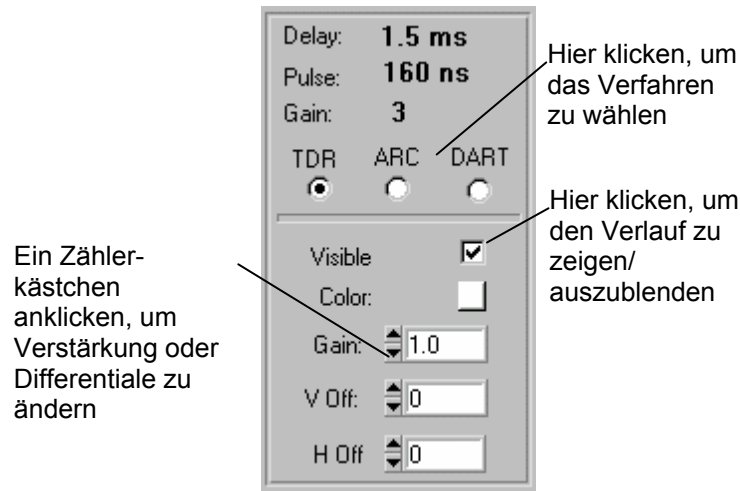 Delay: 1.5 ms
Pulse: 160 ns
Gain: 3
TDR ARC DART
Visible
Color:
Gain: 1.0
V Off: 0
H Off 0
Hier klicken, um
das Verfahren
zu wählen
Hier klicken, um
den Verlauf zu
zeigen/
auszublenden
Ein Zähler-
kästchen
anklicken, um
Verstärkung oder
Differentiale zu
ändern